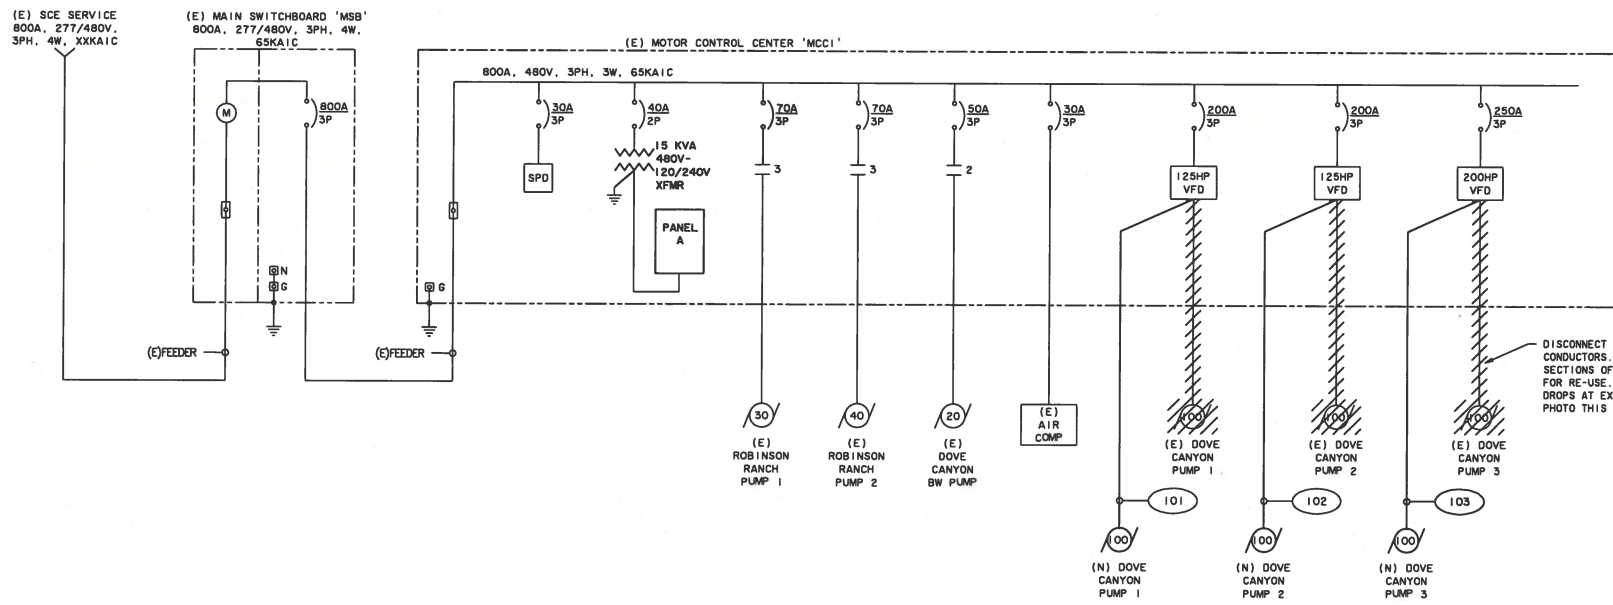 (E) SCE SERVICE
800A, 277/480V,
3PH, 4W, XXKAIC
(E) MAIN SWITCHBOARD 'MSB'
800A, 277/480V, 3PH, 4W,
65KAIC
(E) MOTOR CONTROL CENTER 'MCC1'
800A, 480V, 3PH, 3W, 65KAIC
M
800A
3P
30A
3P
40A
2P
70A
3P
70A
3P
50A
3P
30A
3P
200A
3P
200A
3P
250A
3P
SPD
15 KVA
480V-
120/240V
XFMR
3
3
2
125HP
VFD
125HP
VFD
200HP
VFD
PANEL
A
N
G
G
(E)FEEDER
(E)FEEDER
DISCONNECT
CONDUCTORS.
SECTIONS OF
FOR RE-USE.
DROPS AT EX
PHOTO THIS
30
(E)
ROBINSON
RANCH
PUMP 1
40
(E)
ROBINSON
RANCH
PUMP 2
20
(E)
DOVE
CANYON
BW PUMP
(E)
AIR
COMP
100
(E) DOVE
CANYON
PUMP 1
100
(E) DOVE
CANYON
PUMP 2
100
(E) DOVE
CANYON
PUMP 3
101
102
103
100
(N) DOVE
CANYON
PUMP 1
100
(N) DOVE
CANYON
PUMP 2
100
(N) DOVE
CANYON
PUMP 3